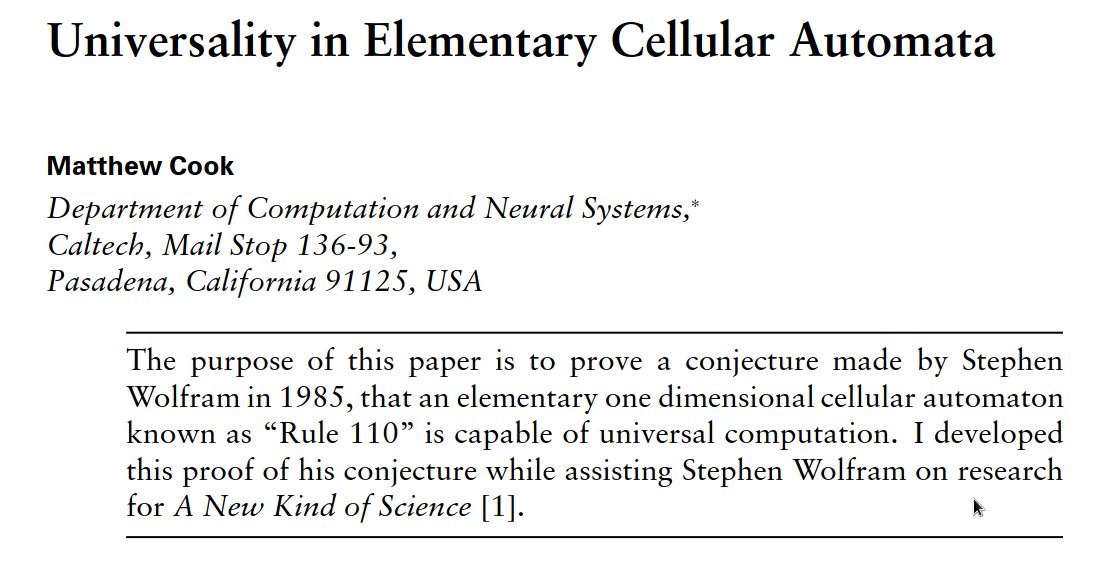 Universality in Elementary Cellular Automata
Matthew Cook
Department of Computation and Neural Systems,*
Caltech, Mail Stop 136-93,
Pasadena, California 91125, USA
The purpose of this paper is to prove a conjecture made by Stephen
Wolfram in 1985, that an elementary one dimensional cellular automaton
known as “Rule 110” is capable of universal computation. I developed
this proof of his conjecture while assisting Stephen Wolfram on research
for A New Kind of Science [1].